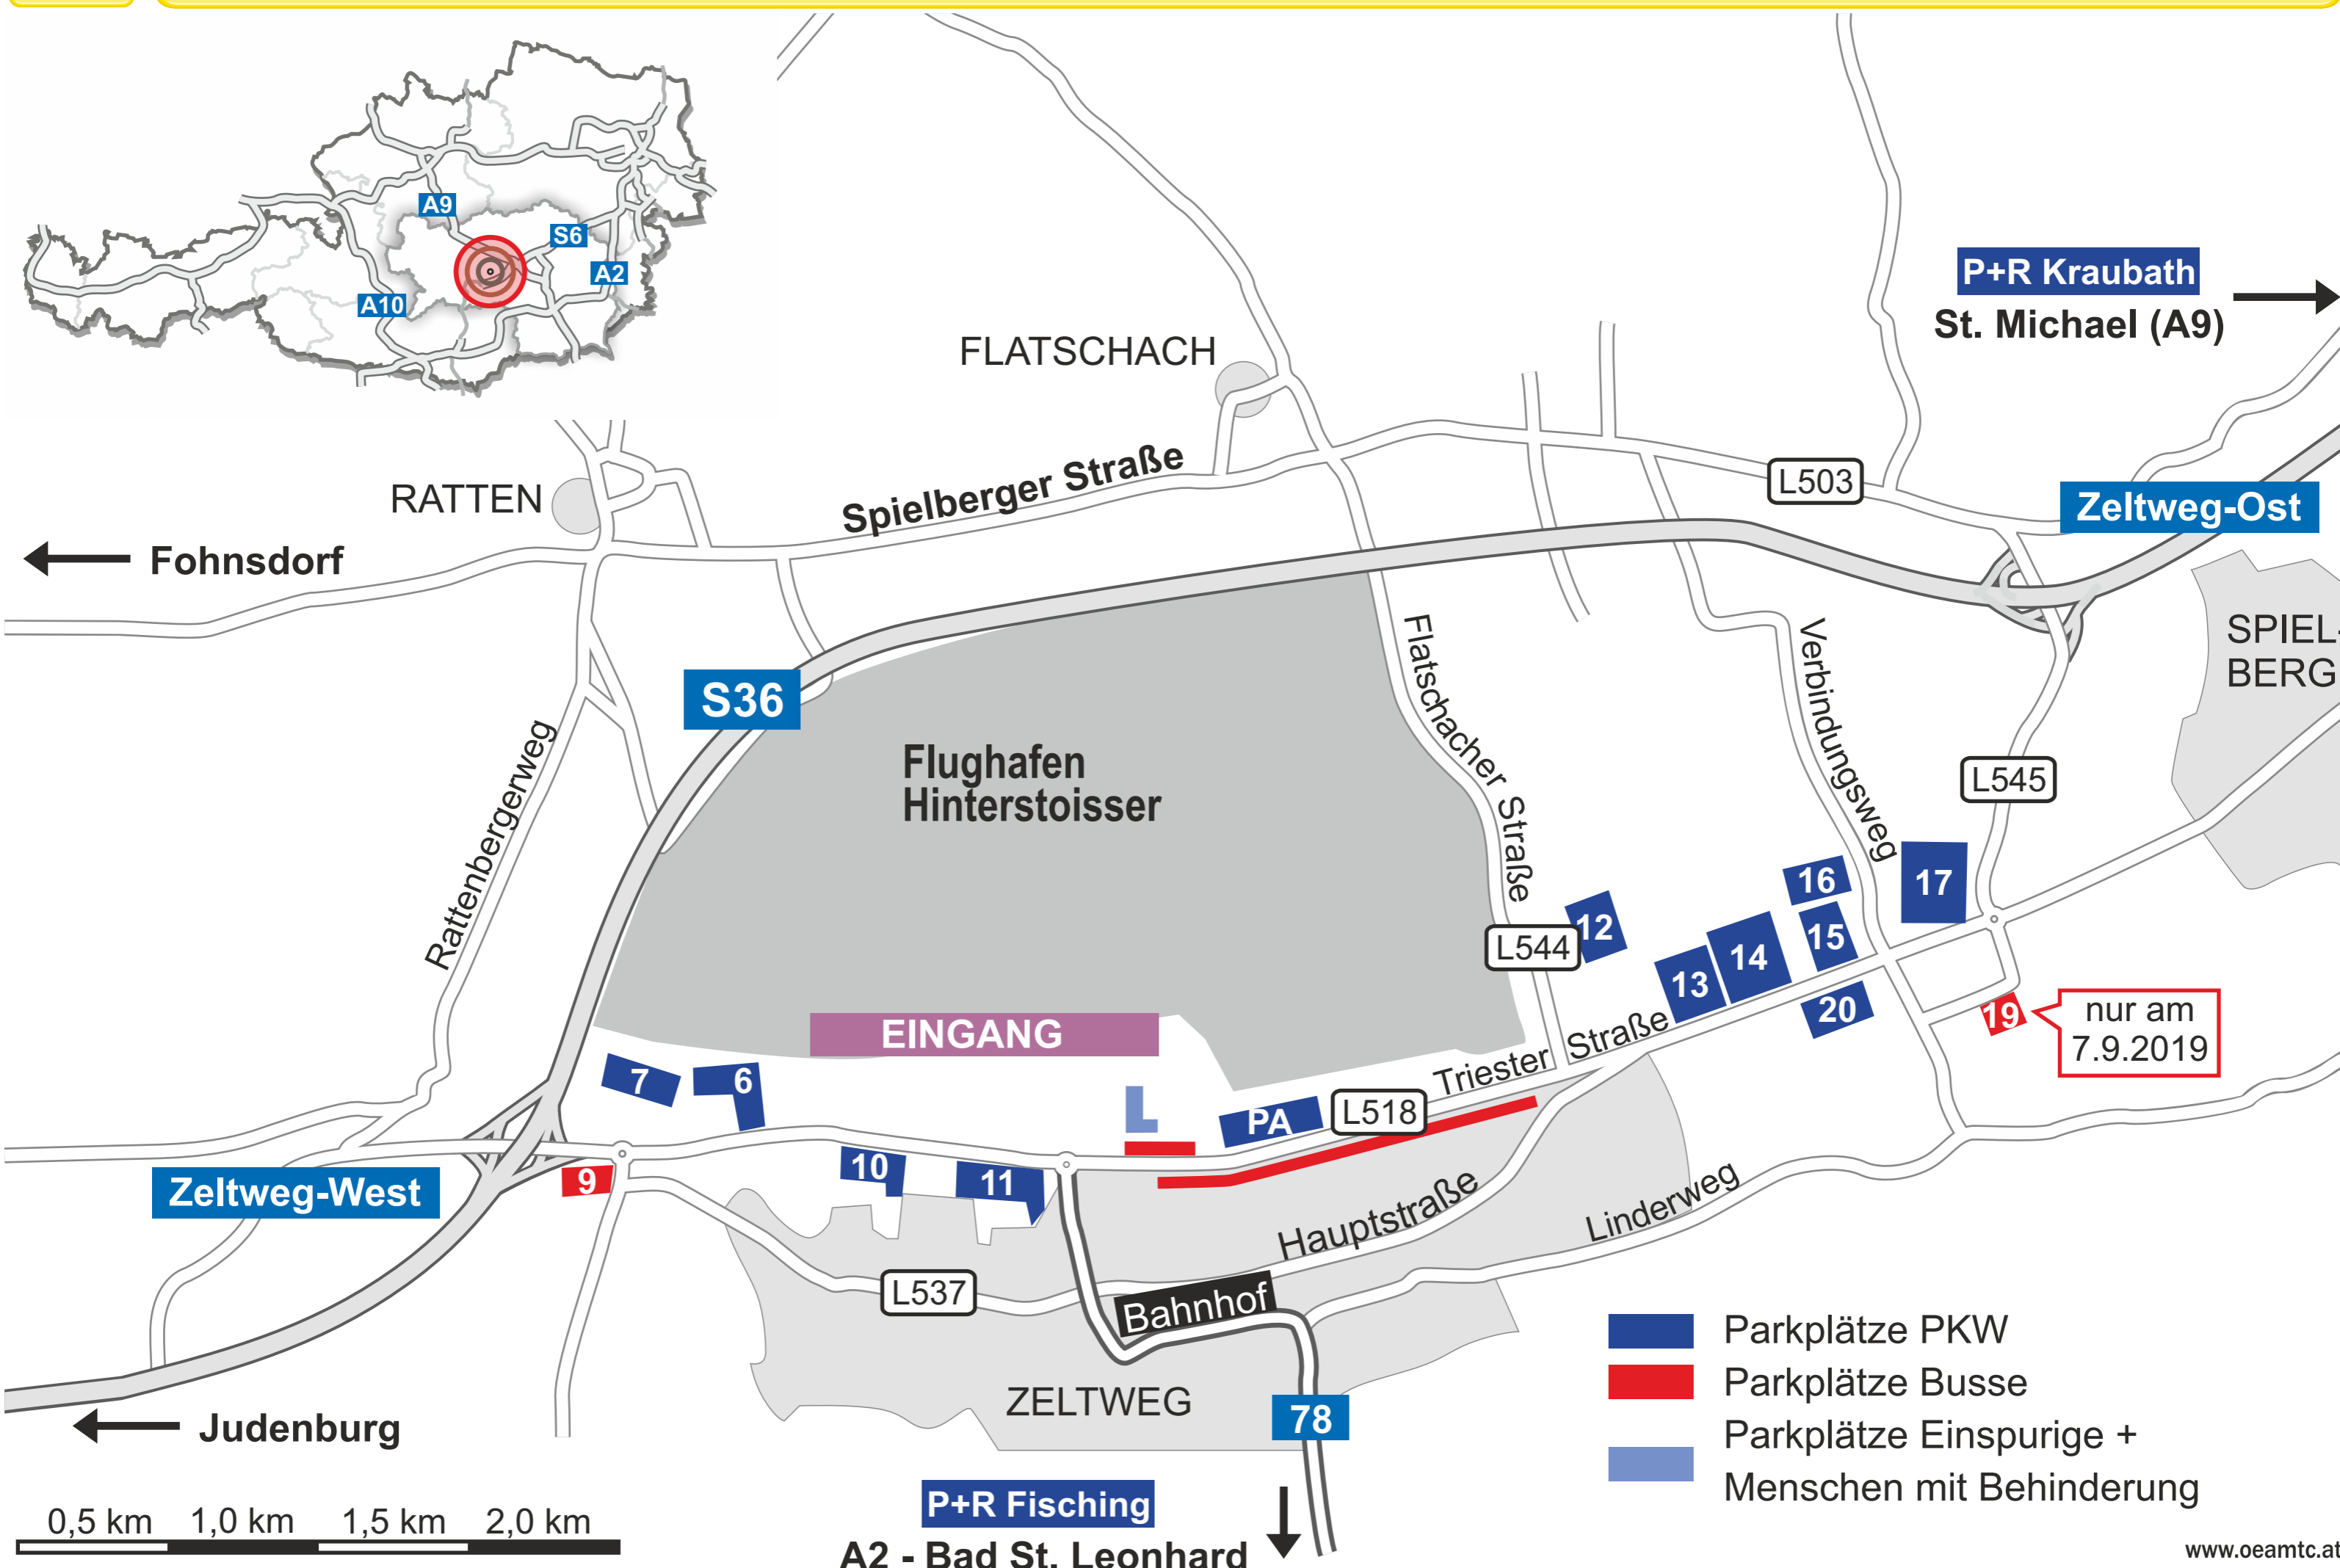 A9
S6
A2
A10
P+R Kraubath
St. Michael (A9)
FLATSCHACH
RATTEN
Spielberger Straße
L503
Zeltweg-Ost
Fohnsdorf
SPIEL-
BERG
S36
Flughafen
Hinterstoisser
Flatschacher Straße
Verbindungsweg
L545
Rattenbergerweg
16
17
12
15
L544
14
13
20
19
nur am
7.9.2019
EINGANG
Triester Straße
7
6
L
PA
L518
10
11
9
Zeltweg-West
Hauptstraße
Linderweg
L537
Bahnhof
ZELTWEG
78
Judenburg
Parkplätze PKW
Parkplätze Busse
Parkplätze Einspurige +
Menschen mit Behinderung
P+R Fisching
A2 - Bad St. Leonhard
0,5 km 1,0 km 1,5 km 2,0 km
www.oeamtc.at